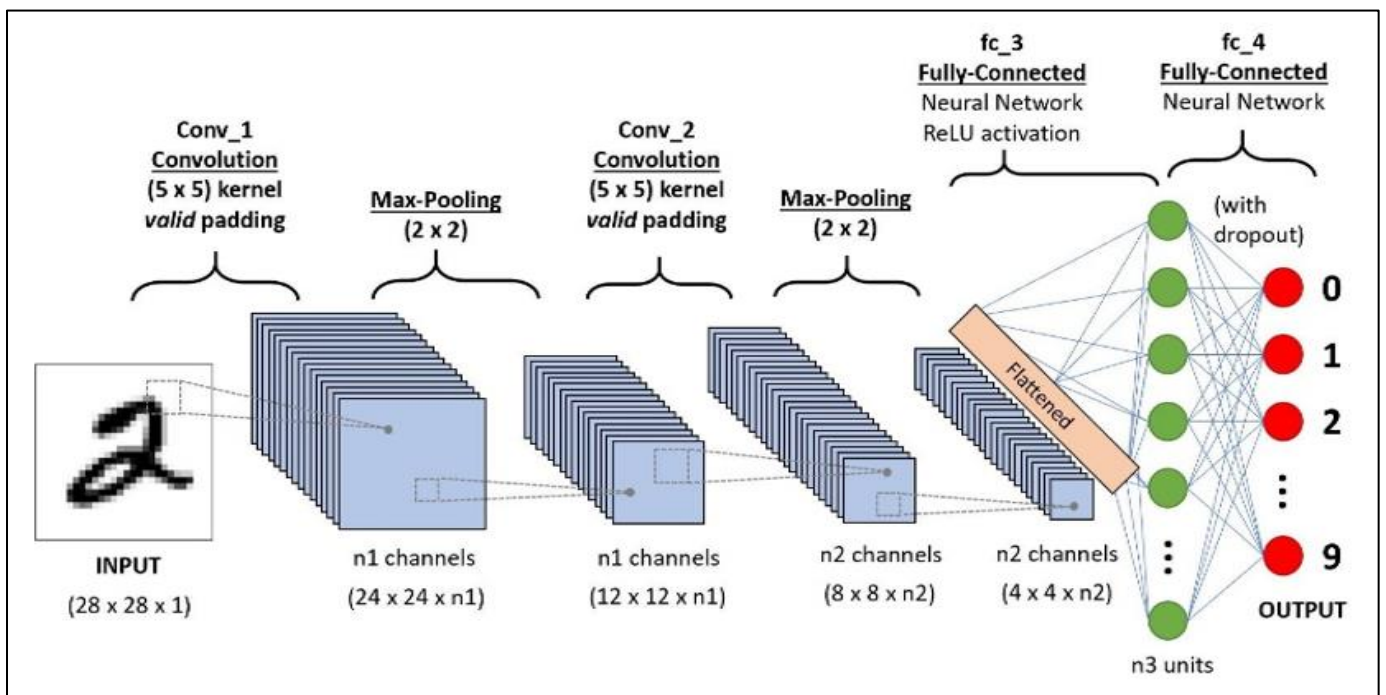 Conv_1
Convolution
(5 x 5) kernel
valid padding
Max-Pooling
(2 x 2)
Conv_2
Convolution
(5 x 5) kernel
valid padding
Max-Pooling
(2 x 2)
fc_3
Fully-Connected
Neural Network
ReLU activation
fc_4
Fully-Connected
Neural Network
(with
dropout)
Flattened
0
1
2
9
OUTPUT
2
INPUT
(28 x 28 x 1)
n1 channels
(24 x 24 x n1)
n1 channels
(12 x 12 x n1)
n2 channels
(8 x 8 x n2)
n2 channels
(4 x 4 x n2)
n3 units